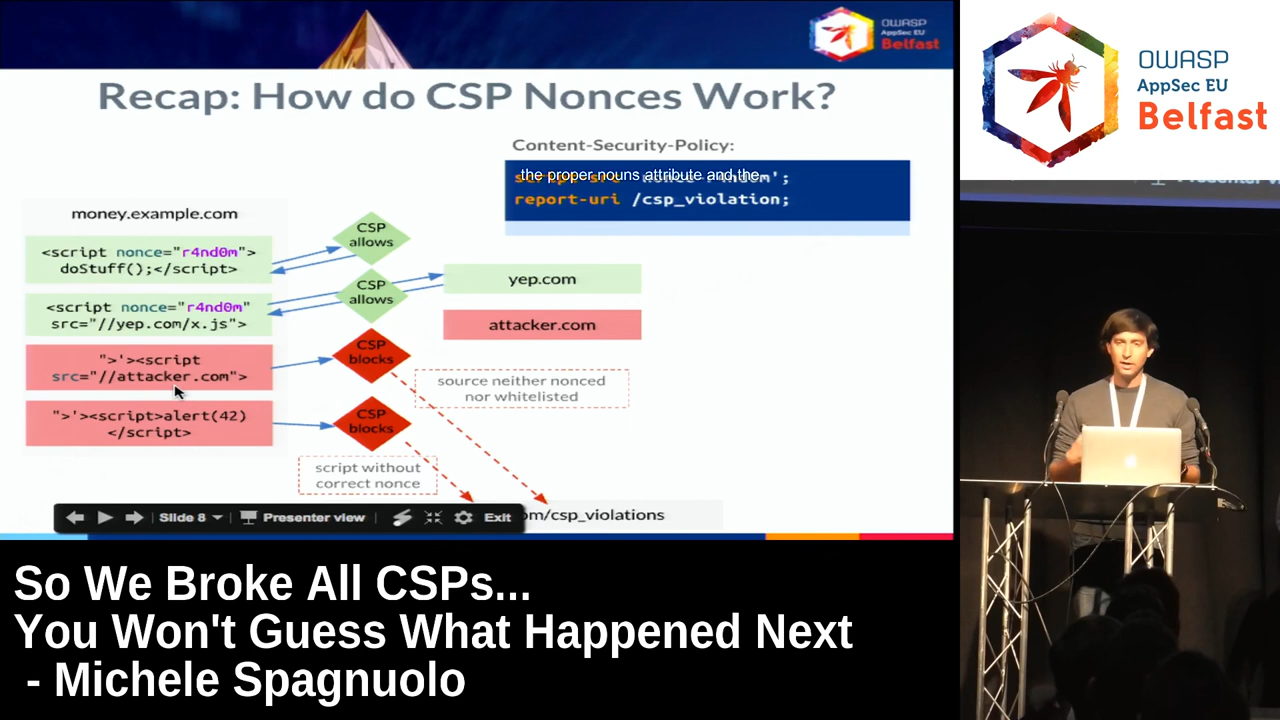 OWASP
AppSec EU
Belfast
Recap: How do CSP Nonces Work?
Content-Security-Policy:
the proper nouns attribute and the
report-uri /csp_violation;
money.example.com
<script nonce="r4nd0m">
doStuff();</script>
CSP
allows
<script nonce="r4nd0m"
src="//yep.com/x.js">
CSP
allows
yep.com
attacker.com
">'><script
src="//attacker.com">
CSP
blocks
source neither nonced
nor whitelisted
">'><script>alert(42)
</script>
CSP
blocks
script without
correct nonce
om/csp_violations
Slide 8
Presenter view
Exit
OWASP
AppSec EU
Belfast
So We Broke All CSPs...
You Won't Guess What Happened Next
- Michele Spagnuolo